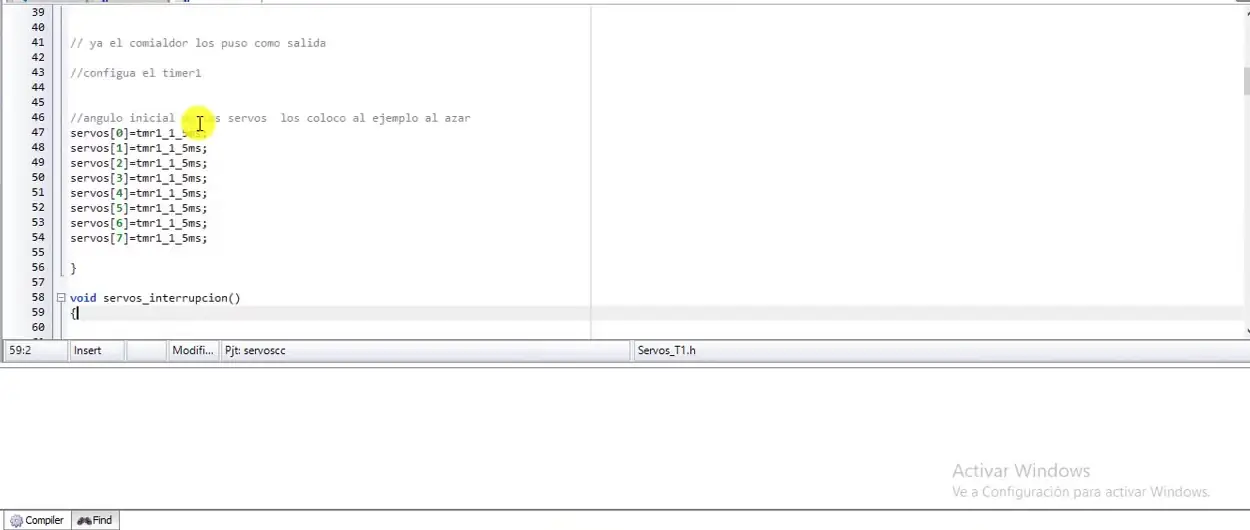 39
40
41 // ya el comialdor los puso como salida
42
43 //configua el timer1
44
45
46 //angulo inicial servos los coloco al ejemplo al azar
47 servos[0]=tmr1_1_5ms;
48 servos[1]=tmr1_1_5ms;
49 servos[2]=tmr1_1_5ms;
50 servos[3]=tmr1_1_5ms;
51 servos[4]=tmr1_1_5ms;
52 servos[5]=tmr1_1_5ms;
53 servos[6]=tmr1_1_5ms;
54 servos[7]=tmr1_1_5ms;
55
56 }
57
58 void servos_interrupcion()
59 {
60
59:2 Insert Modifi... Pjt: servoscc Servos_T1.h
Activar Windows
Ve a Configuración para activar Windows.
Compiler Find